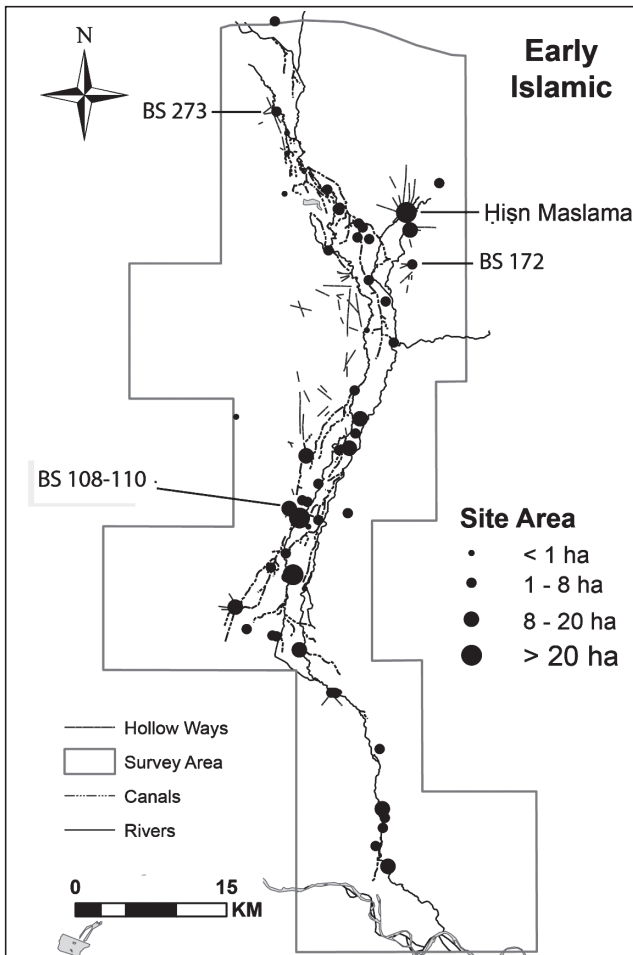 N
Early
Islamic
BS 273
Ḥiṣn Maslama
BS 172
BS 108-110
Site Area
< 1 ha
1 - 8 ha
8 - 20 ha
> 20 ha
Hollow Ways
Survey Area
Canals
Rivers
0 15
KM